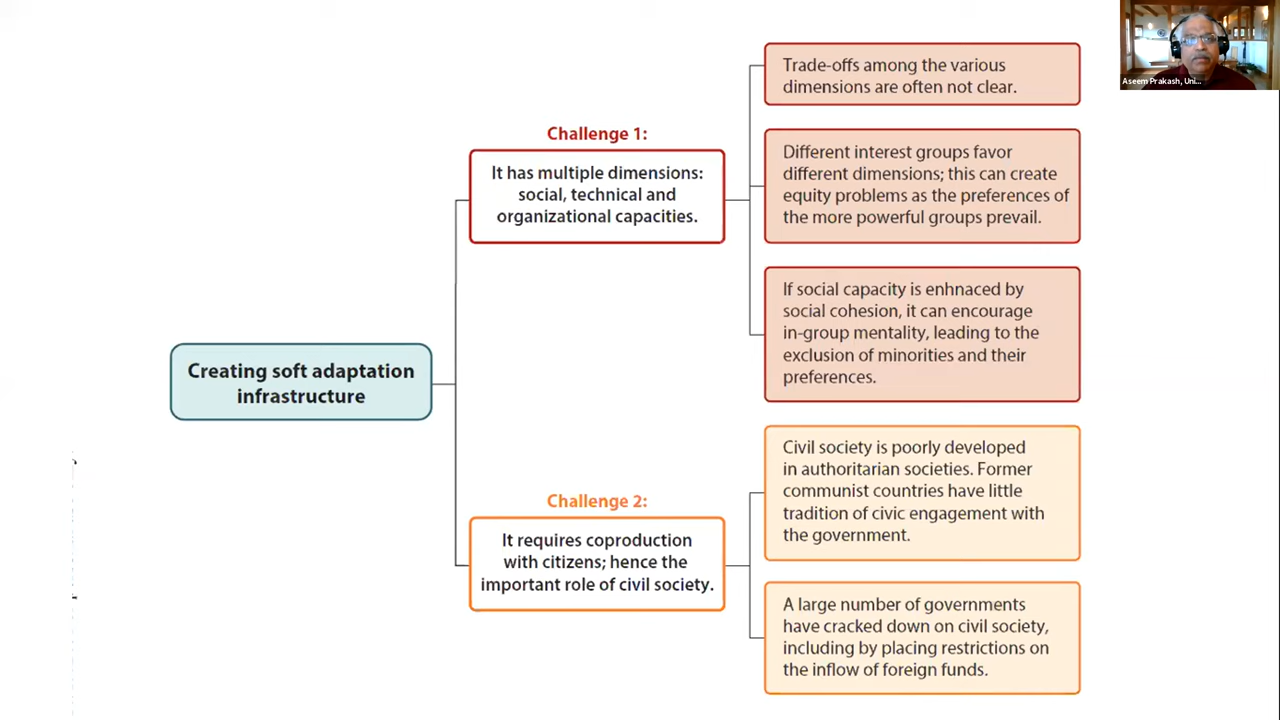 Aseem Prakash, Uni...
Creating soft adaptation
infrastructure
Challenge 1:
It has multiple dimensions:
social, technical and
organizational capacities.
Trade-offs among the various
dimensions are often not clear.
Different interest groups favor
different dimensions; this can create
equity problems as the preferences of
the more powerful groups prevail.
If social capacity is enhnaced by
social cohesion, it can encourage
in-group mentality, leading to the
exclusion of minorities and their
preferences.
Challenge 2:
It requires coproduction
with citizens; hence the
important role of civil society.
Civil society is poorly developed
in authoritarian societies. Former
communist countries have little
tradition of civic engagement with
the government.
A large number of governments
have cracked down on civil society,
including by placing restrictions on
the inflow of foreign funds.